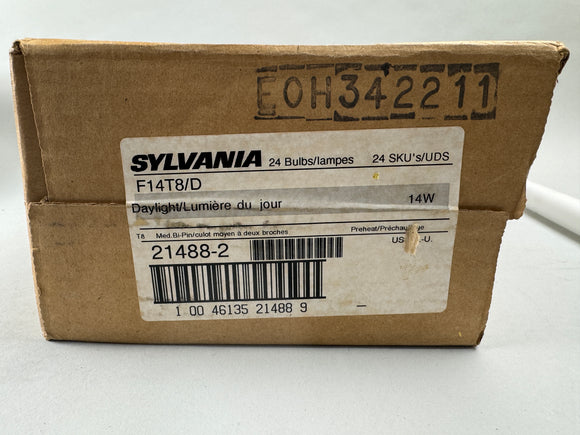 EOH342211
SYLVANIA 24 Bulbs/lampes 24 SKU's/UDS
F14T8/D
Daylight/Lumière du jour 14W
T8 Med.Bi-Pin/culot moyen à deux broches Preheat/Préchauffage
21488-2
1 00 46135 21488 9